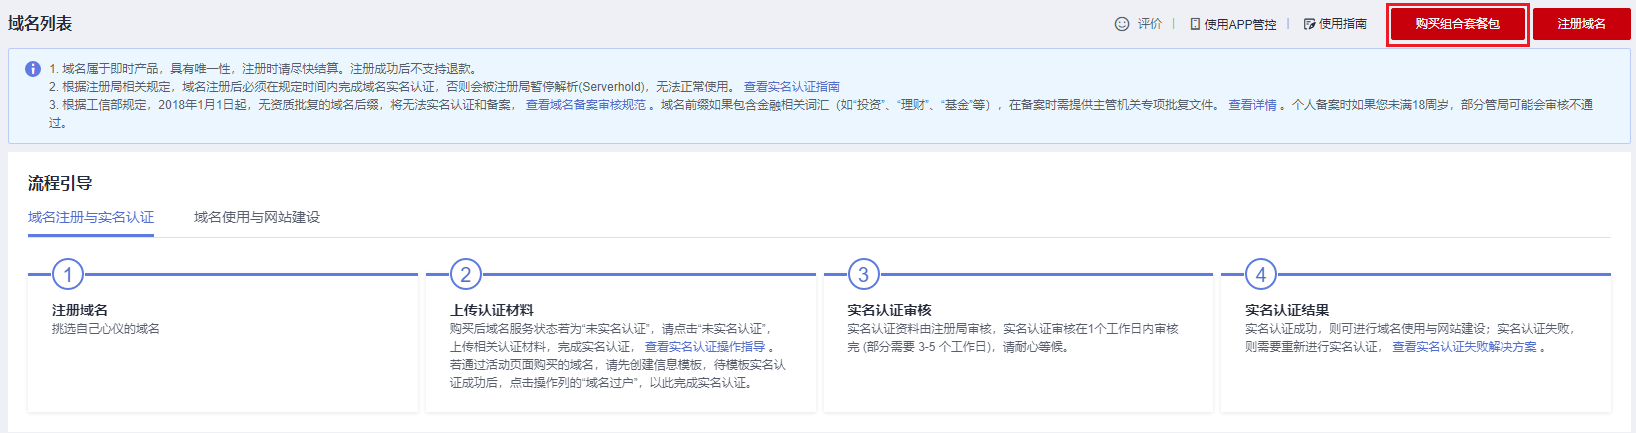 域名列表
评价
使用APP管控
使用指南
购买组合套餐包
注册域名
1. 域名属于即时产品，具有唯一性，注册时请尽快结算。注册成功后不支持退款。
2. 根据注册局相关规定，域名注册后必须在规定时间内完成域名实名认证，否则会被注册局暂停解析(Serverhold)，无法正常使用。 查看实名认证指南
3. 根据工信部规定，2018年1月1日起，无资质批复的域名后缀，将无法实名认证和备案， 查看域名备案审核规范 。域名前缀如果包含金融相关词汇（如“投资”、“理财”、“基金”等），在备案时需提供主管机关专项批复文件。 查看详情 。个人备案时如果您未满18周岁，部分管局可能会审核不通
过。
流程引导
域名注册与实名认证
域名使用与网站建设
1
注册域名
挑选自己心仪的域名
2
上传认证材料
购买后域名服务状态若为“未实名认证”，请点击“未实名认证”，
上传相关认证材料，完成实名认证， 查看实名认证操作指导 。
若通过活动页面购买的域名，请先创建信息模板，待模板实名认
证成功后，点击操作列的“域名过户”，以此完成实名认证。
3
实名认证审核
实名认证资料由注册局审核，实名认证审核在1个工作日内审核
完 (部分需要 3-5 个工作日)，请耐心等候。
4
实名认证结果
实名认证成功，则可进行域名使用与网站建设；实名认证失败，
则需要重新进行实名认证， 查看实名认证失败解决方案 。